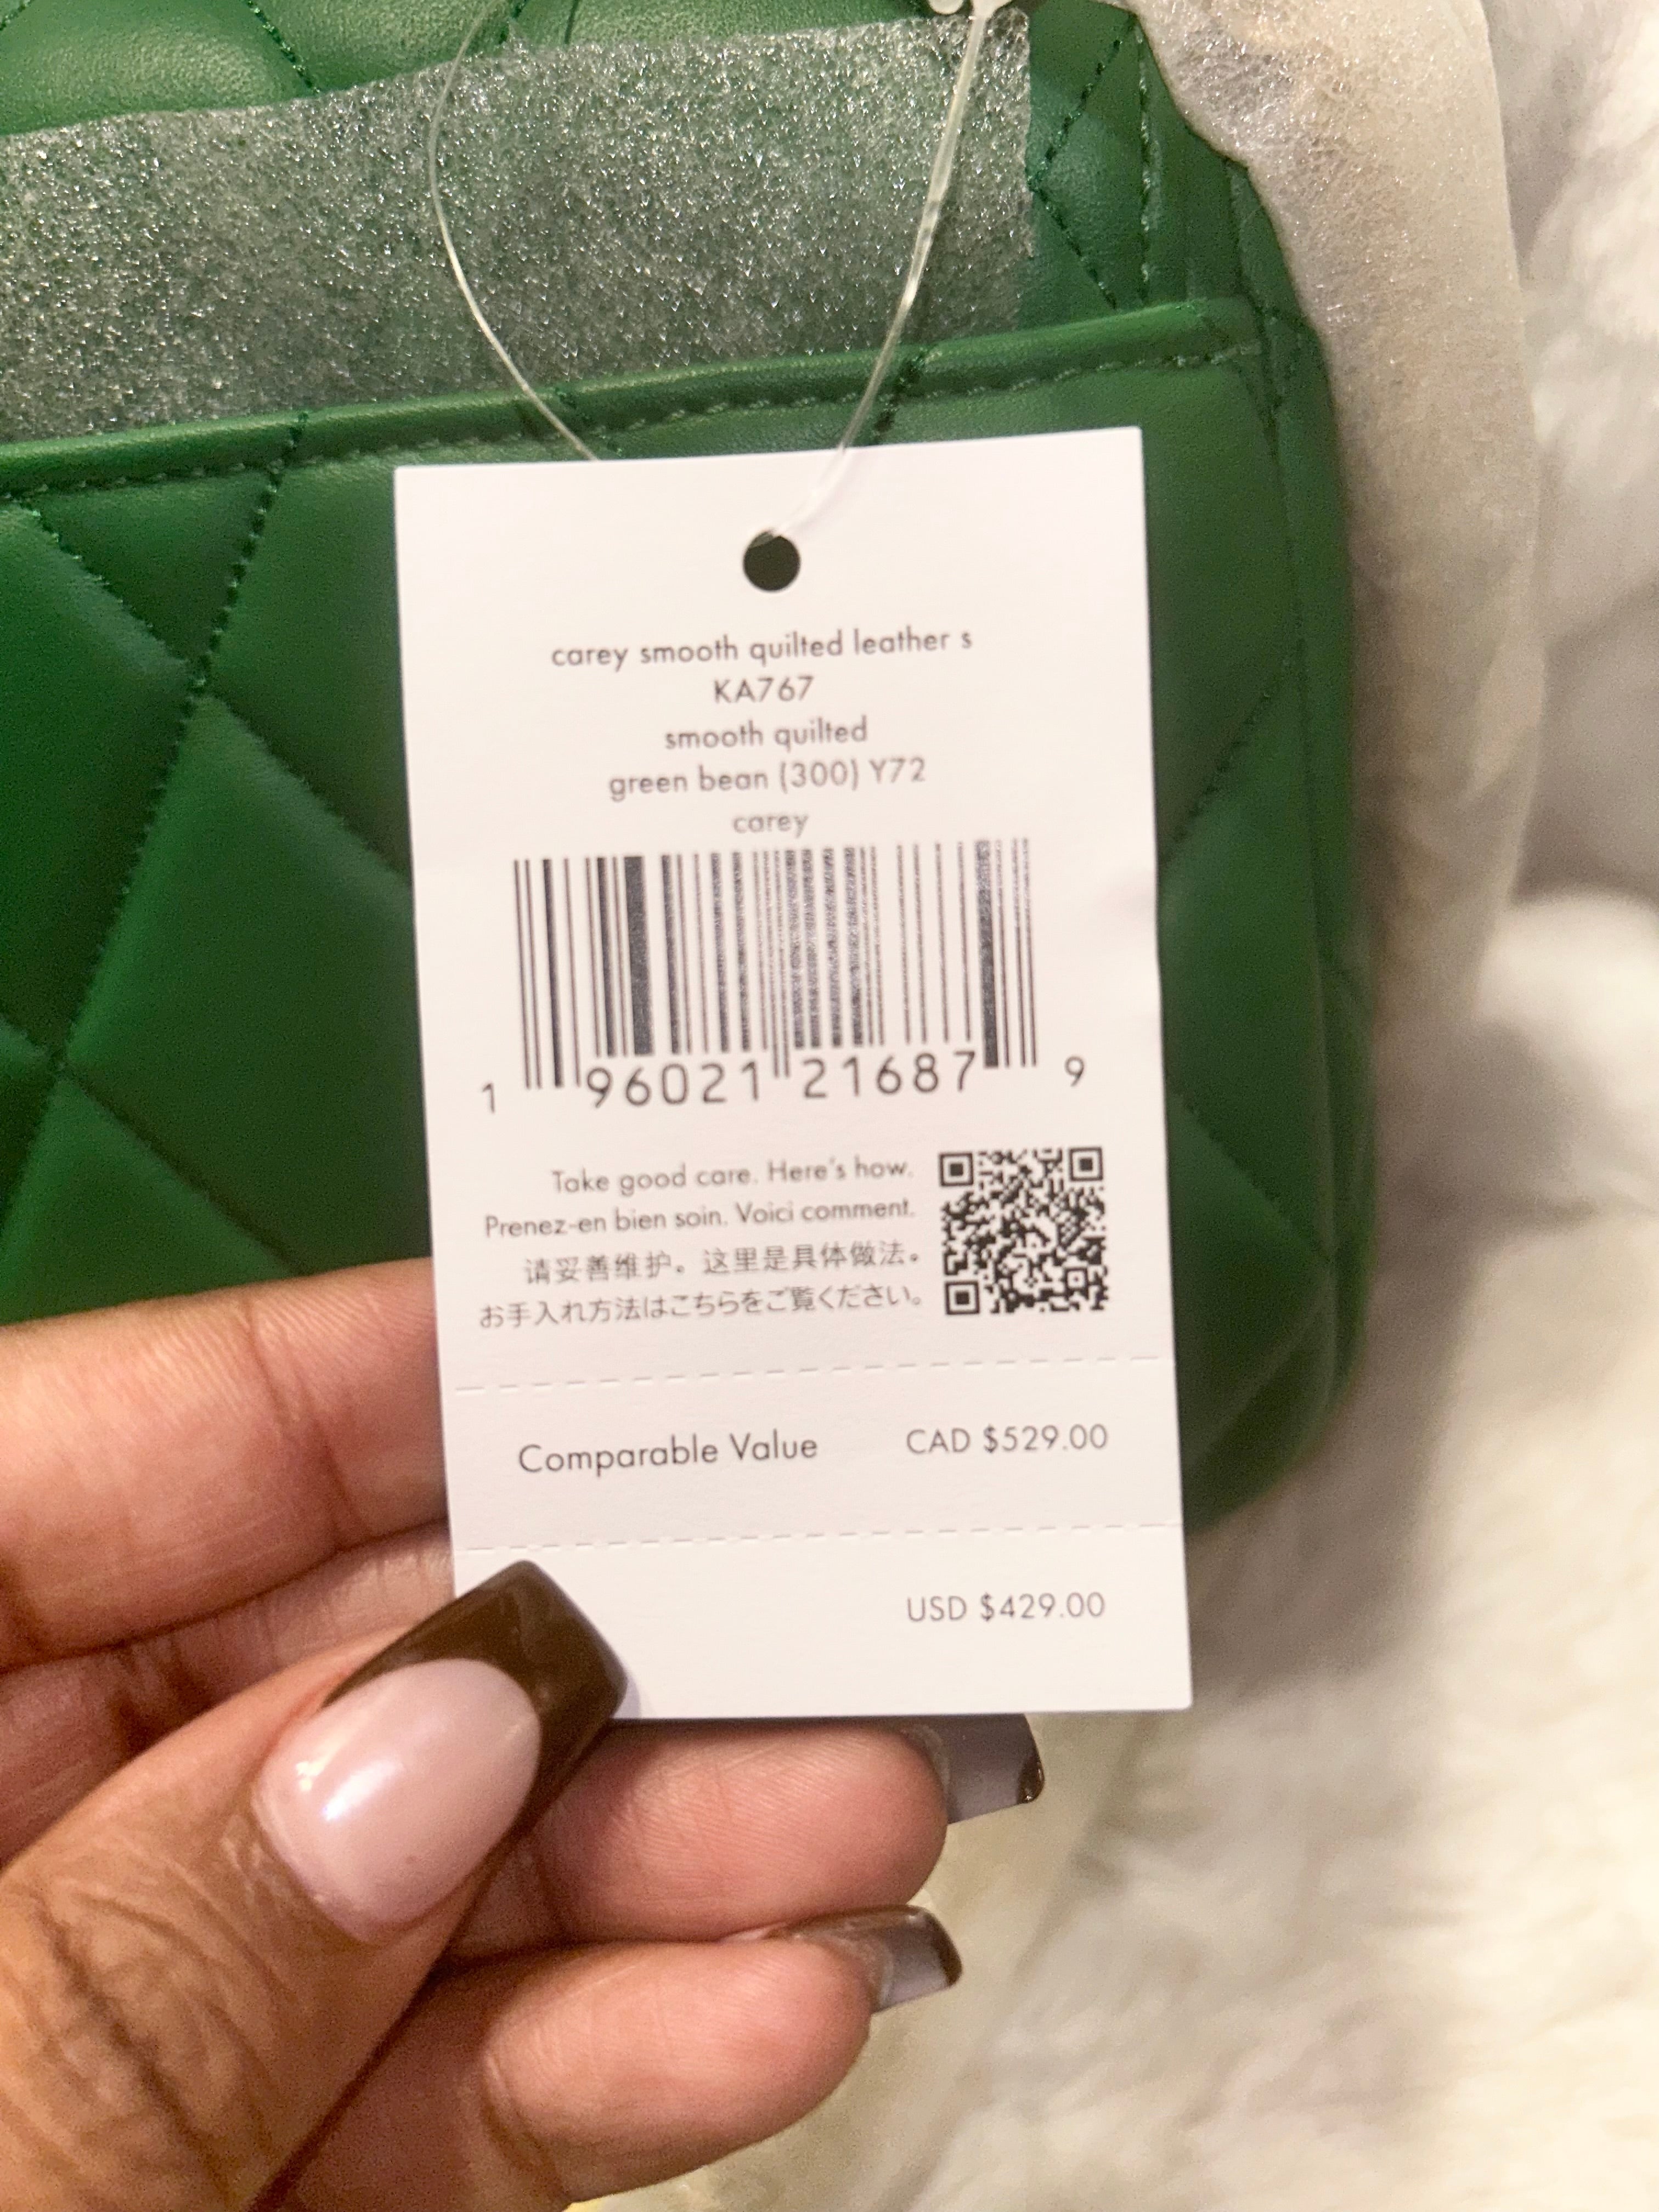 carey smooth quilted leather s
KA767
smooth quilted
green bean (300) Y72
carey
1 96021 21687 9
Take good care. Here's how.
Prenez-en bien soin. Voici comment.
请妥善维护。这里是具体做法。
お手入れ方法はこちらをご覧ください。
Comparable Value CAD $529.00
USD $429.00